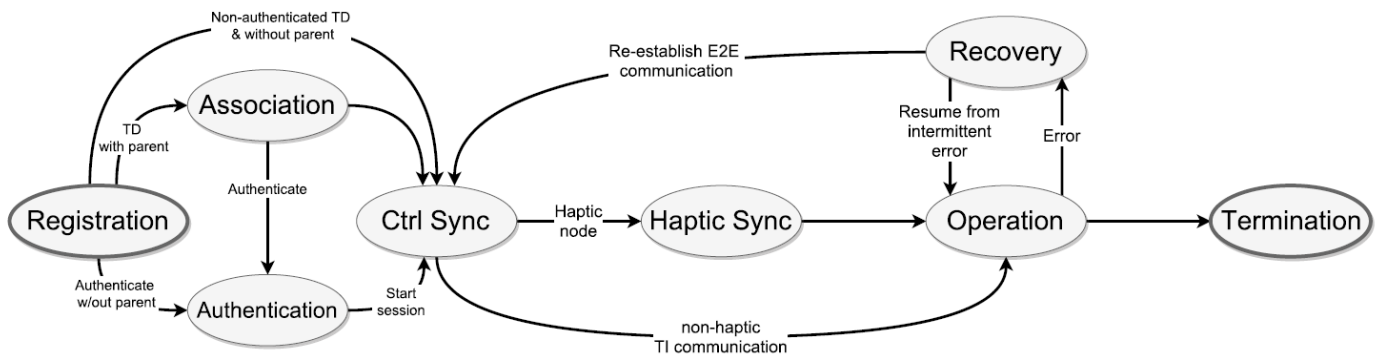 Non-authenticated TD
& without parent
Re-establish E2E
communication
Recovery
Association
TD
with parent
Resume from
intermittent
error
Error
Authenticate
Registration
Ctrl Sync
Haptic
node
Haptic Sync
Operation
Termination
Authenticate
w/out parent
Authentication
Start
session
non-haptic
TI communication